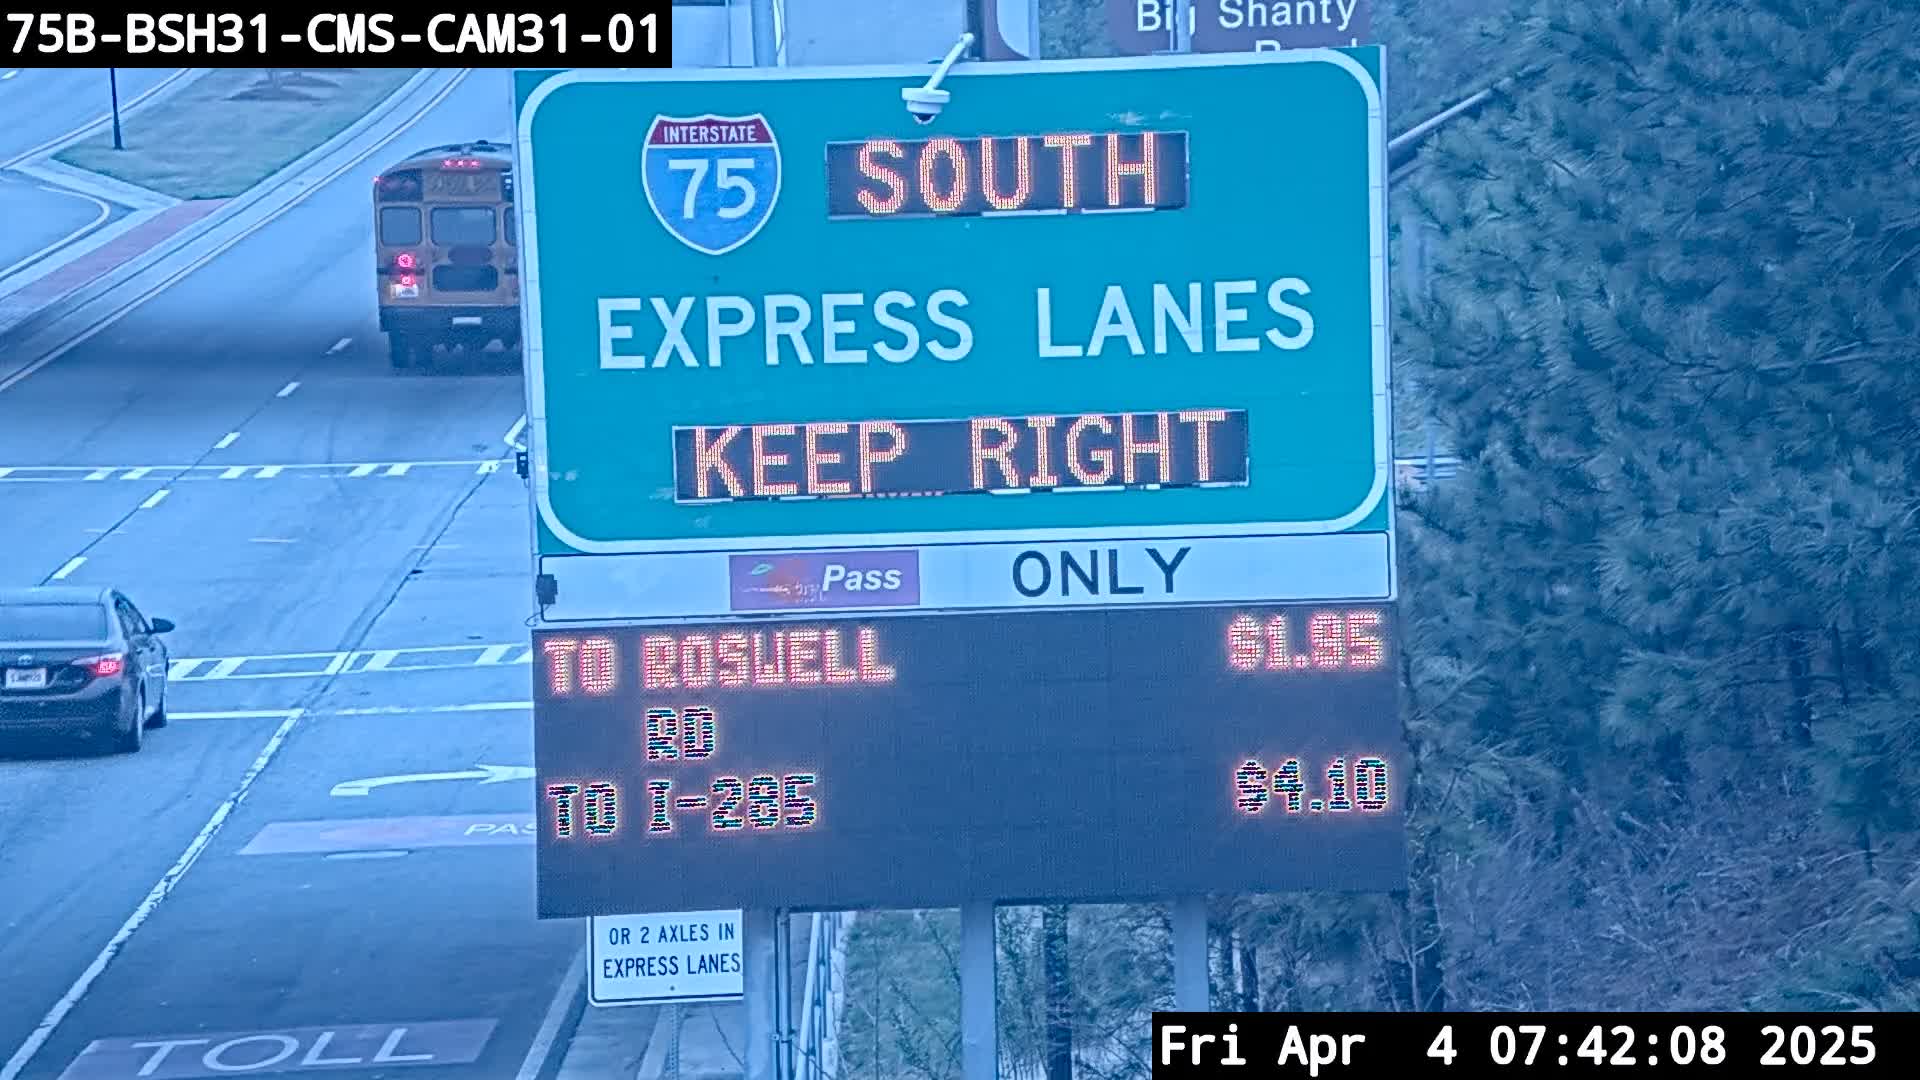 75B-BSH31-CMS-CAM31-01
Big Shanty
Road
INTERSTATE
75
SOUTH
EXPRESS LANES
KEEP RIGHT
Pass ONLY
TO ROSWELL $1.95
RD
TO I-285 $4.10
OR 2 AXLES IN
EXPRESS LANES
TOLL
Fri Apr 4 07:42:08 2025